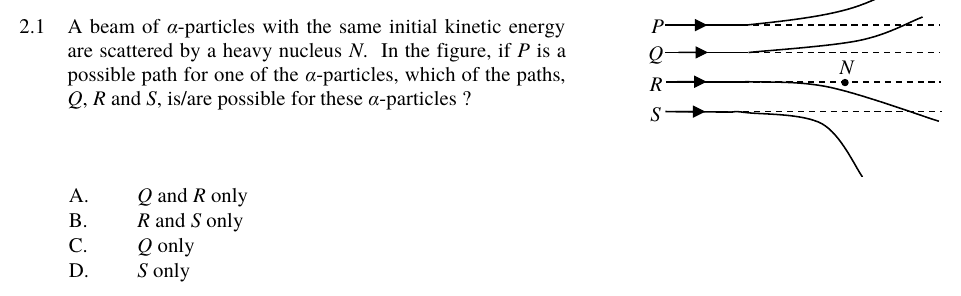 2.1 A beam of α-particles with the same initial kinetic energy
are scattered by a heavy nucleus N. In the figure, if P is a
possible path for one of the α-particles, which of the paths,
Q, R and S, is/are possible for these α-particles ?
P
Q
N
R
S
A. Q and R only
B. R and S only
C. Q only
D. S only